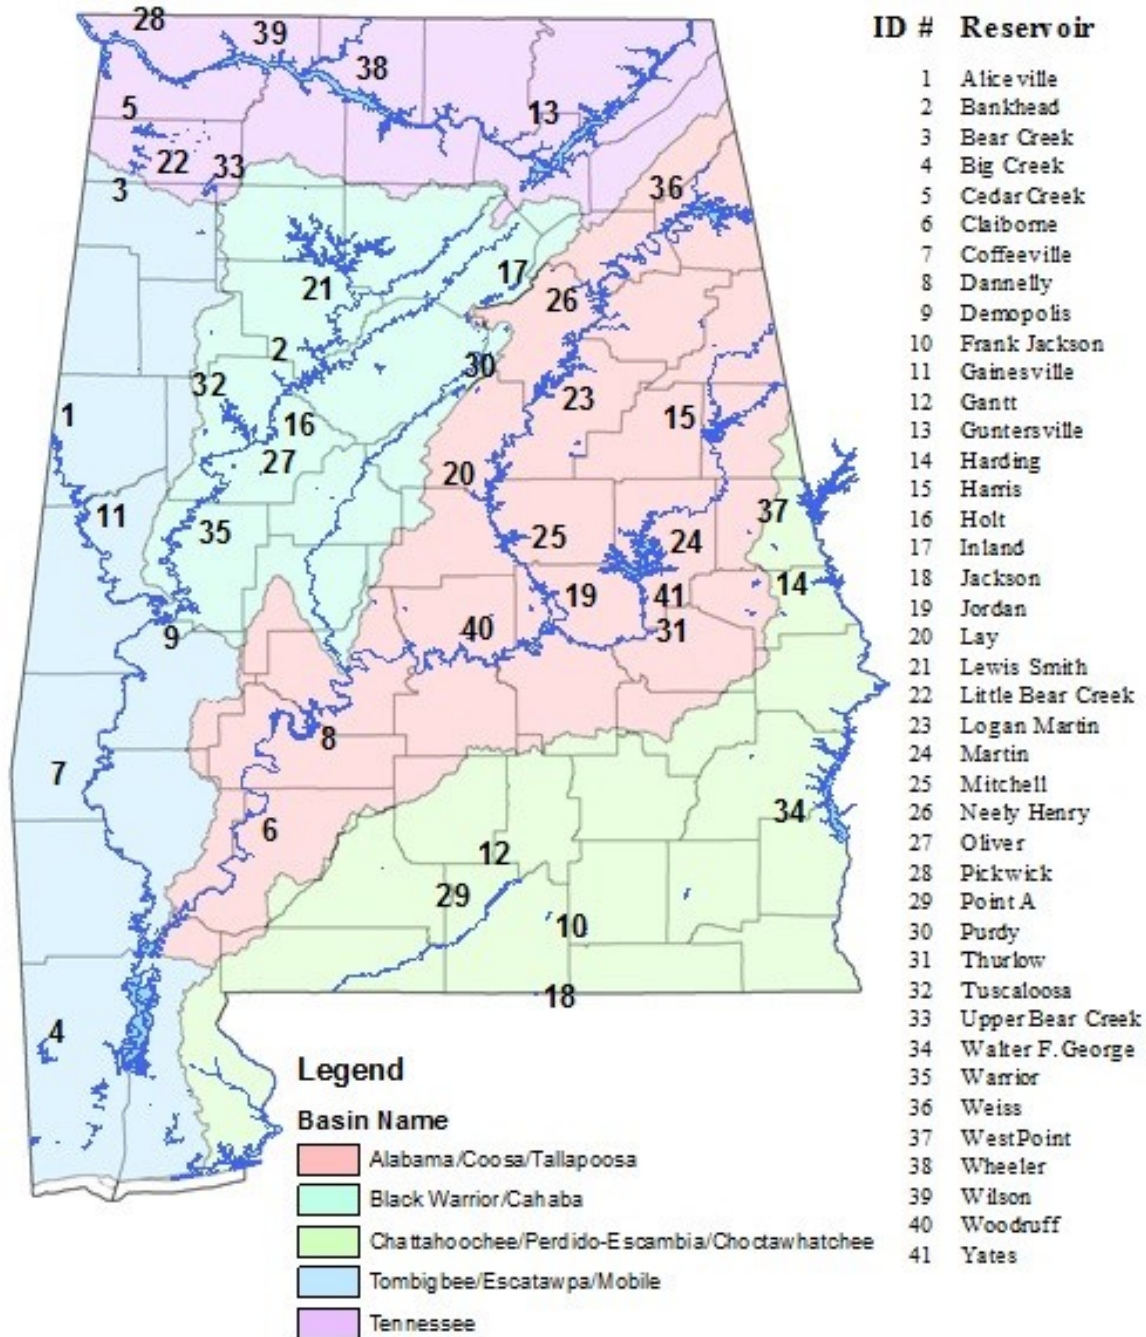 ID # Reservoir
1 Aliceville
2 Bankhead
3 Bear Creek
4 Big Creek
5 Cedar Creek
6 Claiborne
7 Coffeeville
8 Dannelly
9 Demopolis
10 Frank Jackson
11 Gainesville
12 Gantt
13 Guntersville
14 Harding
15 Harris
16 Holt
17 Inland
18 Jackson
19 Jordan
20 Lay
21 Lewis Smith
22 Little Bear Creek
23 Logan Martin
24 Martin
25 Mitchell
26 Neely Henry
27 Oliver
28 Pickwick
29 Point A
30 Purdy
31 Thurlow
32 Tuscaloosa
33 Upper Bear Creek
34 Walter F. George
35 Warrior
36 Weiss
37 West Point
38 Wheeler
39 Wilson
40 Woodruff
41 Yates
28
39
38
5
13
22
33
3
36
21
17
26
2
30
32
23
1
16
15
27
20
11
35
25
37
24
19
41
14
9
40
31
8
7
6
34
12
29
10
18
4
Legend
Basin Name
Alabama/Coosa/Tallapoosa
Black Warrior/Cahaba
Chattahoochee/Perdido-Escambia/Choctawhatchee
Tombigbee/Escatawpa/Mobile
Tennessee